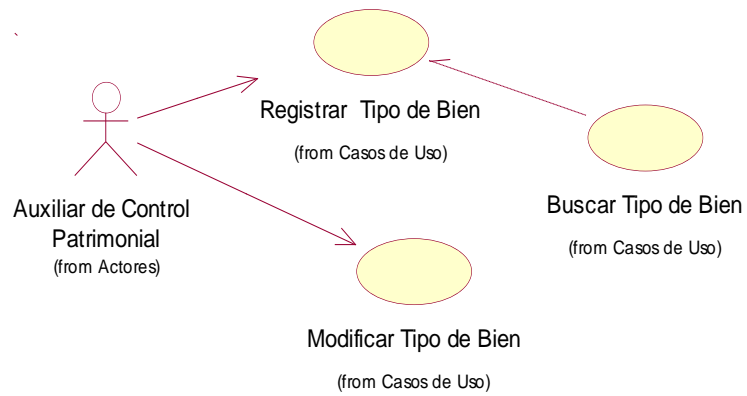 Registrar Tipo de Bien
(from Casos de Uso)
Auxiliar de Control
Patrimonial
(from Actores)
Buscar Tipo de Bien
(from Casos de Uso)
Modificar Tipo de Bien
(from Casos de Uso)